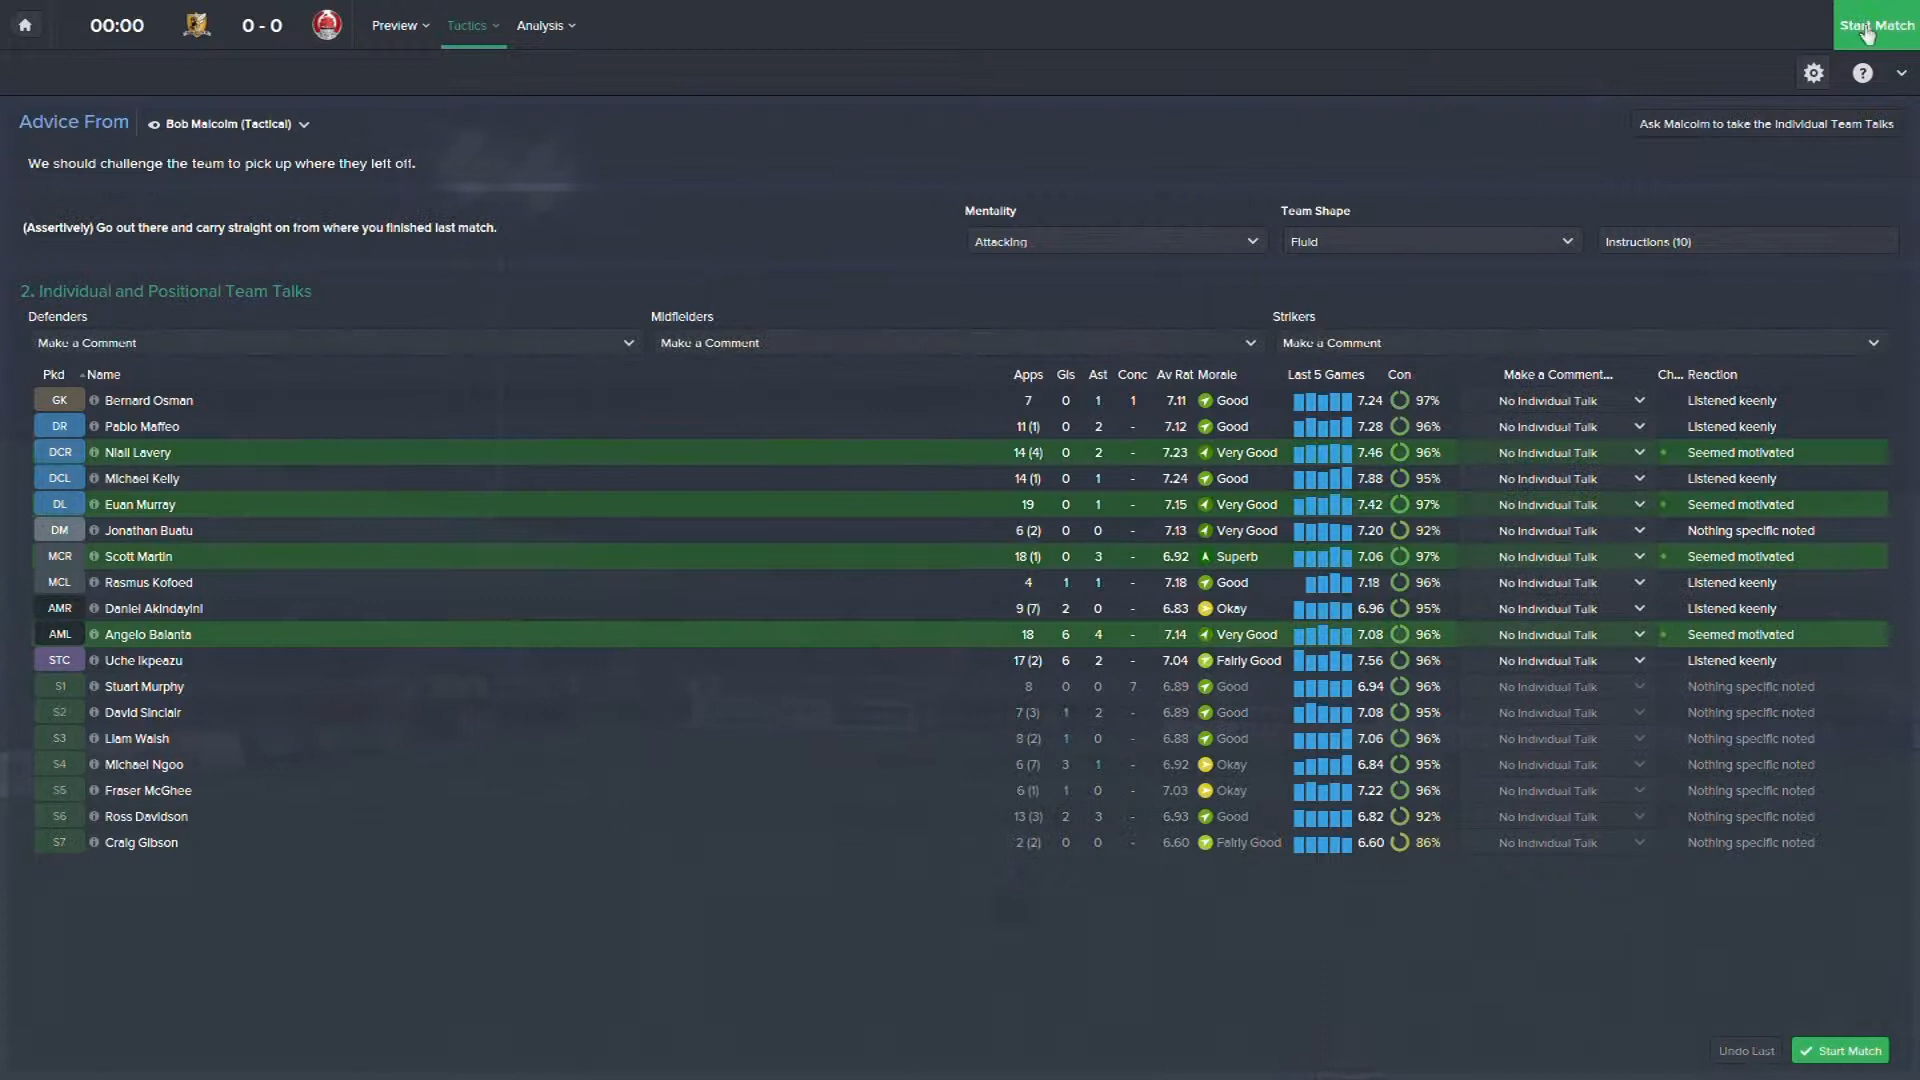 00:00 0 - 0 Preview Tactics Analysis Start Match
?
Advice From Bob Malcolm (Tactical) Ask Malcolm to take the Individual Team Talks
We should challenge the team to pick up where they left off.
Mentality Team Shape
(Assertively) Go out there and carry straight on from where you finished last match.
Attacking Fluid Instructions (10)
2. Individual and Positional Team Talks
Defenders Midfielders Strikers
Make a Comment Make a Comment Make a Comment
Pkd Name Apps Gls Ast Conc Av Rat Morale Last 5 Games Con Make a Comment... Ch... Reaction
GK Bernard Osman 7 0 1 1 7.11 Good 7.24 97% No Individual Talk Listened keenly
DR Pablo Maffeo 11 (1) 0 2 - 7.12 Good 7.28 96% No Individual Talk Listened keenly
DCR Niall Lavery 14 (4) 0 2 - 7.23 Very Good 7.46 96% No Individual Talk Seemed motivated
DCL Michael Kelly 14 (1) 0 1 - 7.24 Good 7.88 95% No Individual Talk Listened keenly
DL Euan Murray 19 0 1 - 7.15 Very Good 7.42 97% No Individual Talk Seemed motivated
DM Jonathan Buatu 6 (2) 0 0 - 7.13 Very Good 7.20 92% No Individual Talk Nothing specific noted
MCR Scott Martin 18 (1) 0 3 - 6.92 Superb 7.06 97% No Individual Talk Seemed motivated
MCL Rasmus Kofoed 4 1 1 - 7.18 Good 7.18 96% No Individual Talk Listened keenly
AMR Daniel Akindayini 9 (7) 2 0 - 6.83 Okay 6.96 95% No Individual Talk Listened keenly
AML Angelo Balanta 18 6 4 - 7.14 Very Good 7.08 96% No Individual Talk Seemed motivated
STC Uche Ikpeazu 17 (2) 6 2 - 7.04 Fairly Good 7.56 96% No Individual Talk Listened keenly
S1 Stuart Murphy 8 0 0 7 6.89 Good 6.94 96% No Individual Talk Nothing specific noted
S2 David Sinclair 7 (3) 1 2 - 6.89 Good 7.08 95% No Individual Talk Nothing specific noted
S3 Liam Walsh 8 (2) 1 0 - 6.88 Good 7.06 96% No Individual Talk Nothing specific noted
S4 Michael Ngoo 6 (7) 3 1 - 6.92 Okay 6.84 95% No Individual Talk Nothing specific noted
S5 Fraser McGhee 6 (1) 1 0 - 7.03 Okay 7.22 96% No Individual Talk Nothing specific noted
S6 Ross Davidson 13 (3) 2 3 - 6.93 Good 6.82 92% No Individual Talk Nothing specific noted
S7 Craig Gibson 2 (2) 0 0 - 6.60 Fairly Good 6.60 86% No Individual Talk Nothing specific noted
Undo Last Start Match